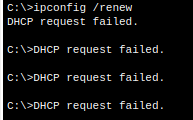 C:\>ipconfig /renew
DHCP request failed.
C:\>DHCP request failed.
C:\>DHCP request failed.
C:\>DHCP request failed.